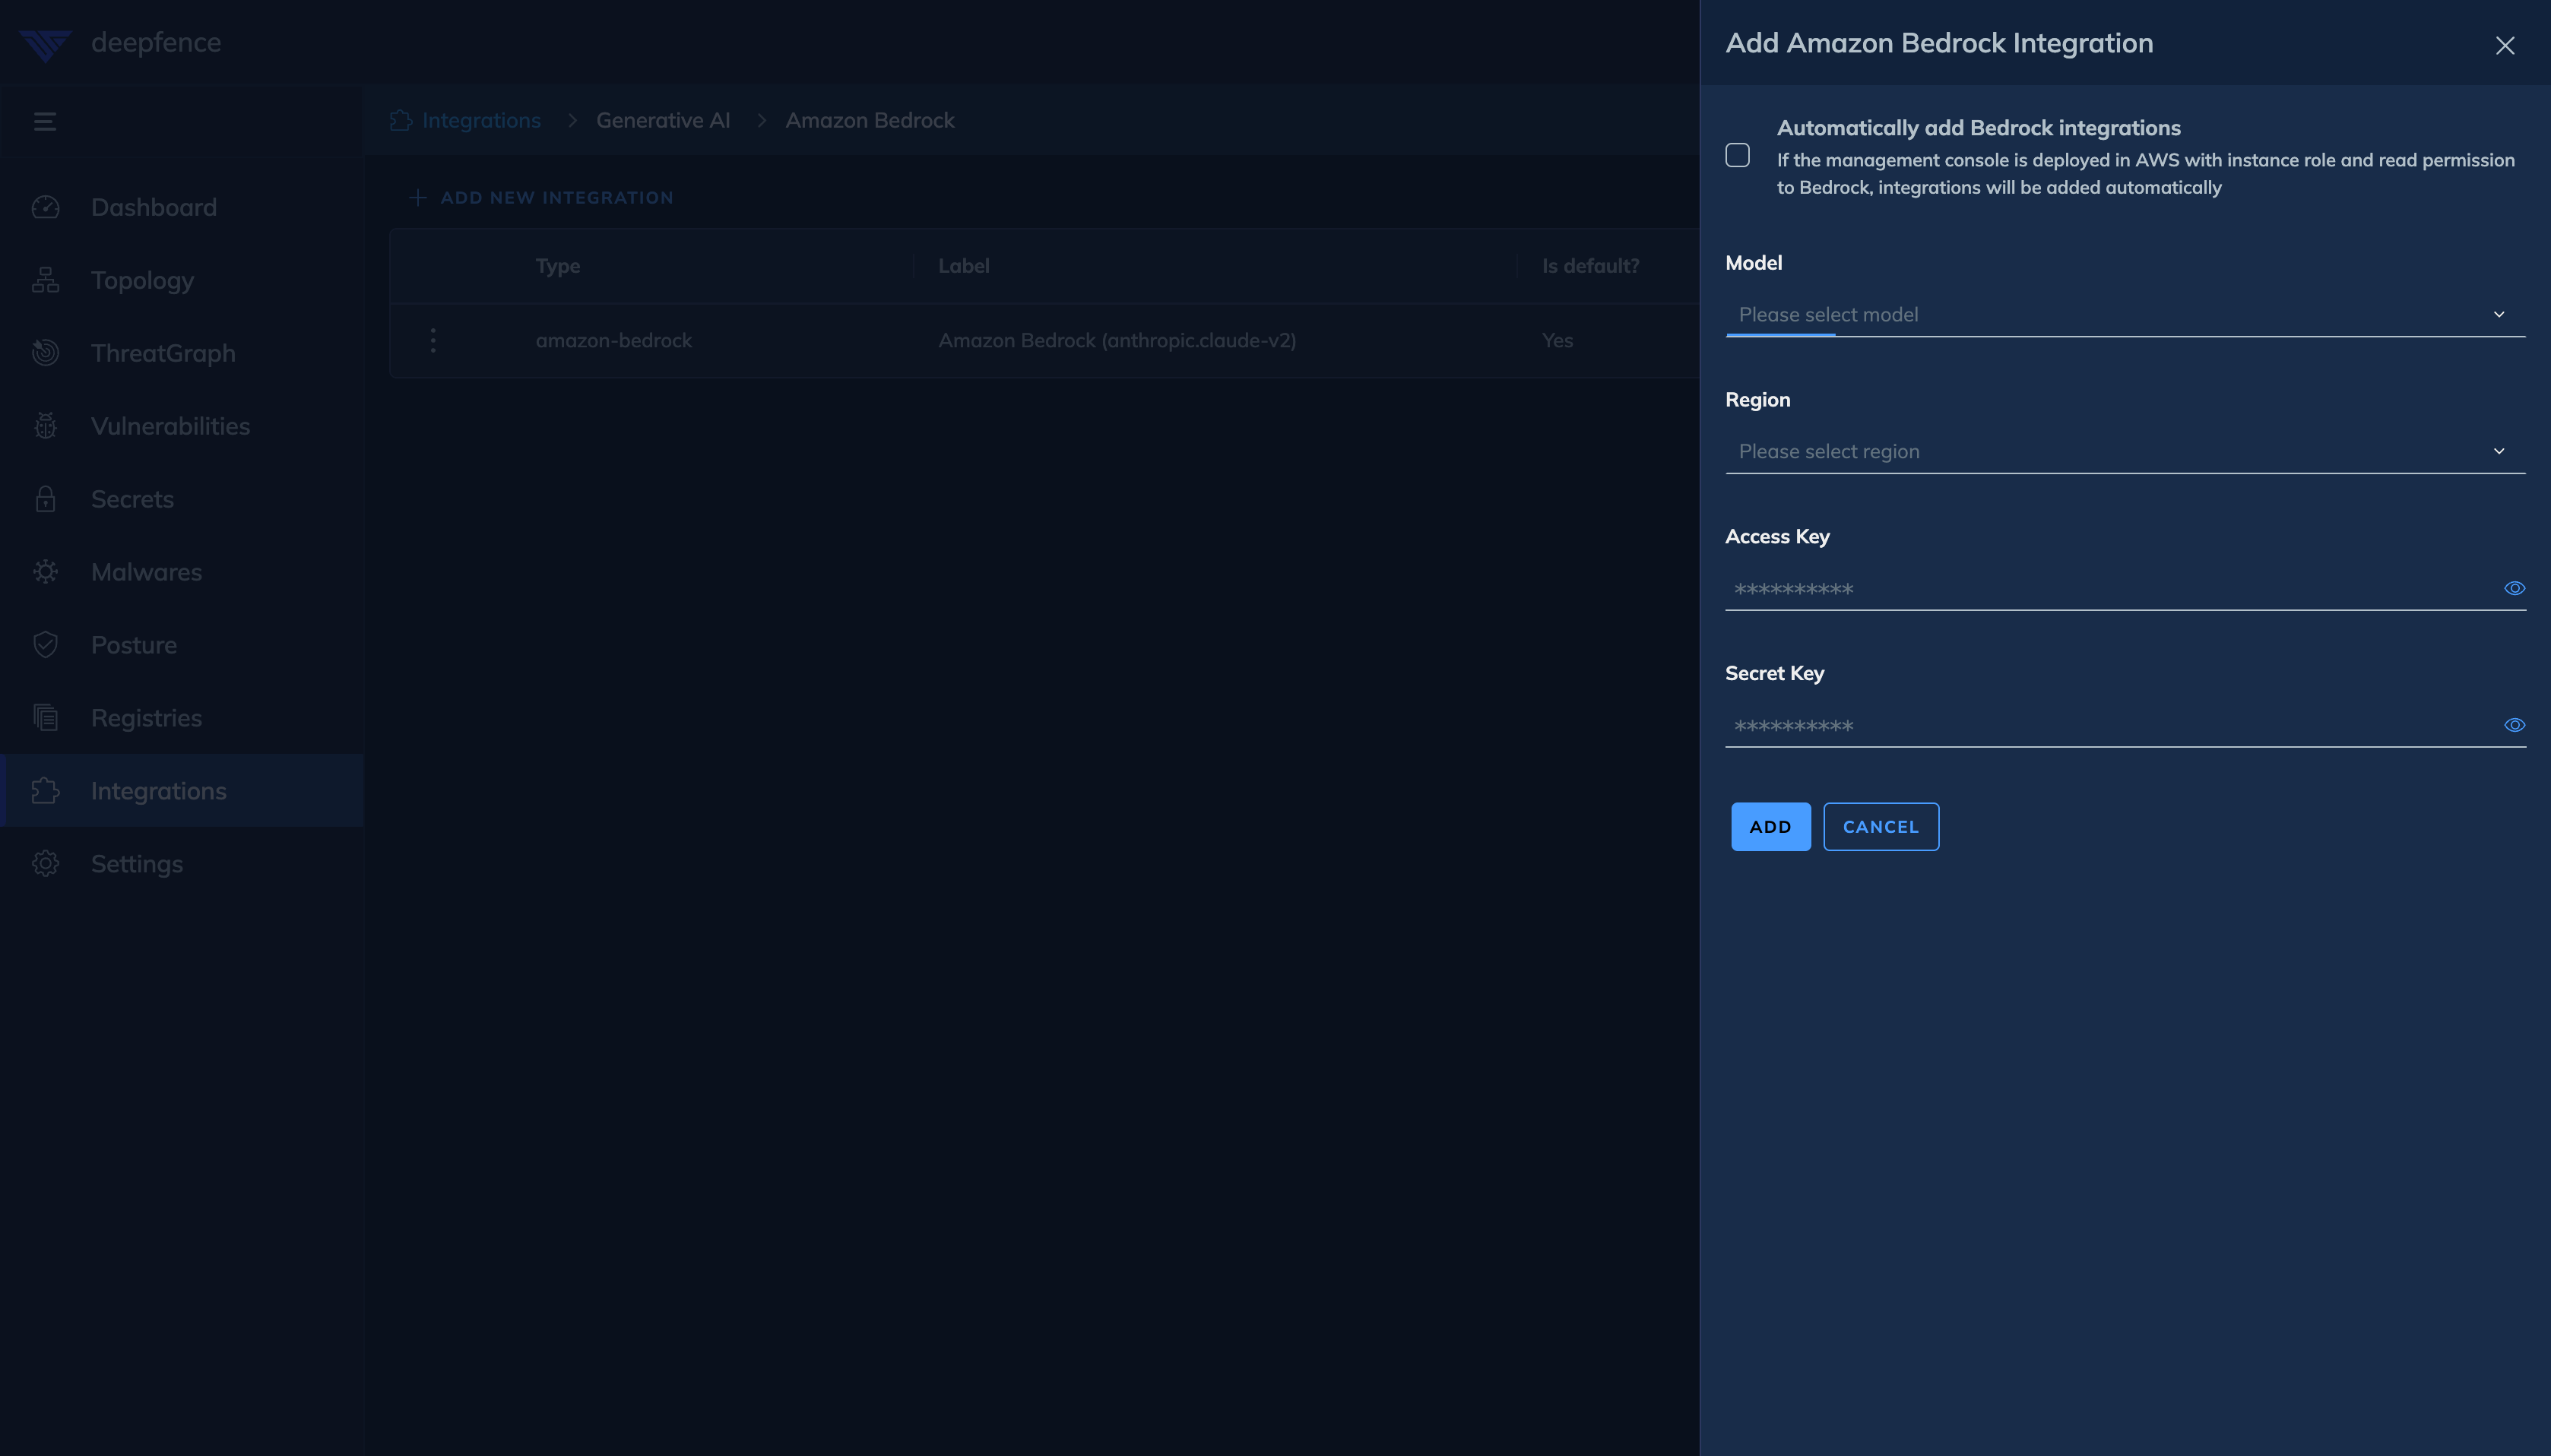 deepfence
Dashboard
Topology
ThreatGraph
Vulnerabilities
Secrets
Malwares
Posture
Registries
Integrations
Settings
Integrations > Generative AI > Amazon Bedrock
ADD NEW INTEGRATION
Type Label Is default?
amazon-bedrock Amazon Bedrock (anthropic.claude-v2) Yes
Add Amazon Bedrock Integration
Automatically add Bedrock integrations
If the management console is deployed in AWS with instance role and read permission
to Bedrock, integrations will be added automatically
Model
Please select model
Region
Please select region
Access Key
**********
Secret Key
**********
ADD CANCEL